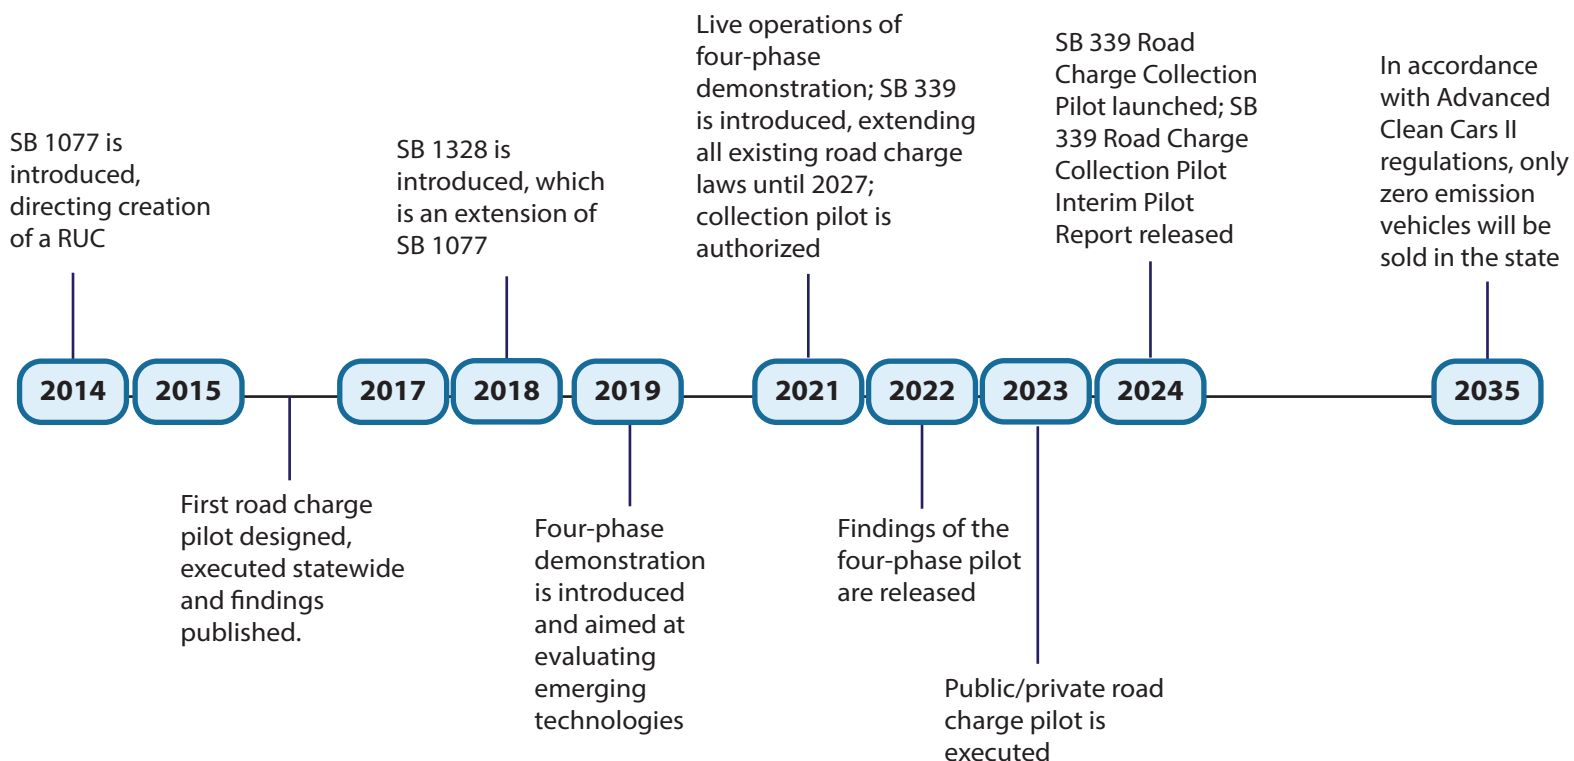 SB 1077 is
introduced,
directing creation
of a RUC
SB 1328 is
introduced, which
is an extension of
SB 1077
Live operations of
four-phase
demonstration; SB 339
is introduced, extending
all existing road charge
laws until 2027;
collection pilot is
authorized
SB 339 Road
Charge Collection
Pilot launched; SB
339 Road Charge
Collection Pilot
Interim Pilot
Report released
In accordance
with Advanced
Clean Cars II
regulations, only
zero emission
vehicles will be
sold in the state
2014
2015
2017
2018
2019
2021
2022
2023
2024
2035
First road charge
pilot designed,
executed statewide
and findings
published.
Four-phase
demonstration
is introduced
and aimed at
evaluating
emerging
technologies
Findings of the
four-phase pilot
are released
Public/private road
charge pilot is
executed